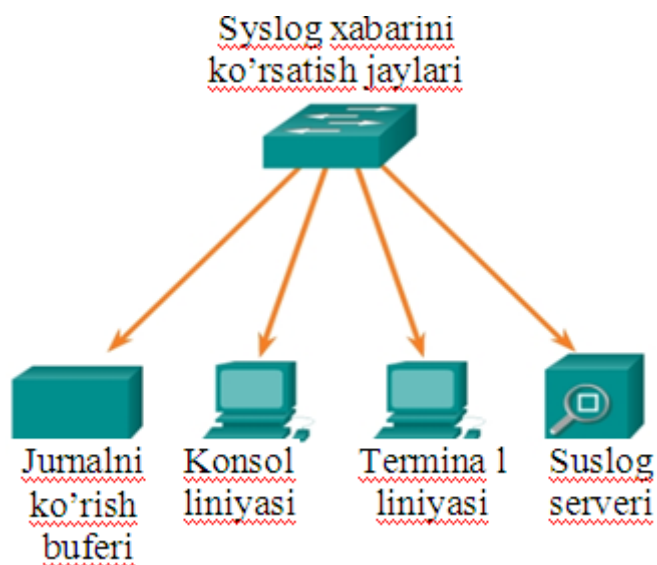 Syslog xabarini
ko’rsatish jaylari
Jurnalni
ko’rish
buferi
Konsol
liniyasi
Termina l
liniyasi
Suslog
serveri